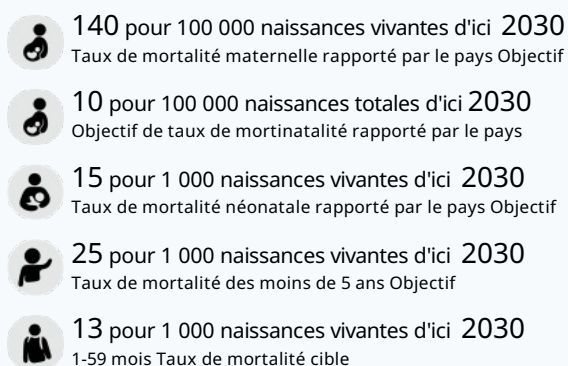 140 pour 100 000 naissances vivantes d'ici 2030
Taux de mortalité maternelle rapporté par le pays Objectif
10 pour 100 000 naissances totales d'ici 2030
Objectif de taux de mortinatalité rapporté par le pays
15 pour 1 000 naissances vivantes d'ici 2030
Taux de mortalité néonatale rapporté par le pays Objectif
25 pour 1 000 naissances vivantes d'ici 2030
Taux de mortalité des moins de 5 ans Objectif
13 pour 1 000 naissances vivantes d'ici 2030
1-59 mois Taux de mortalité cible